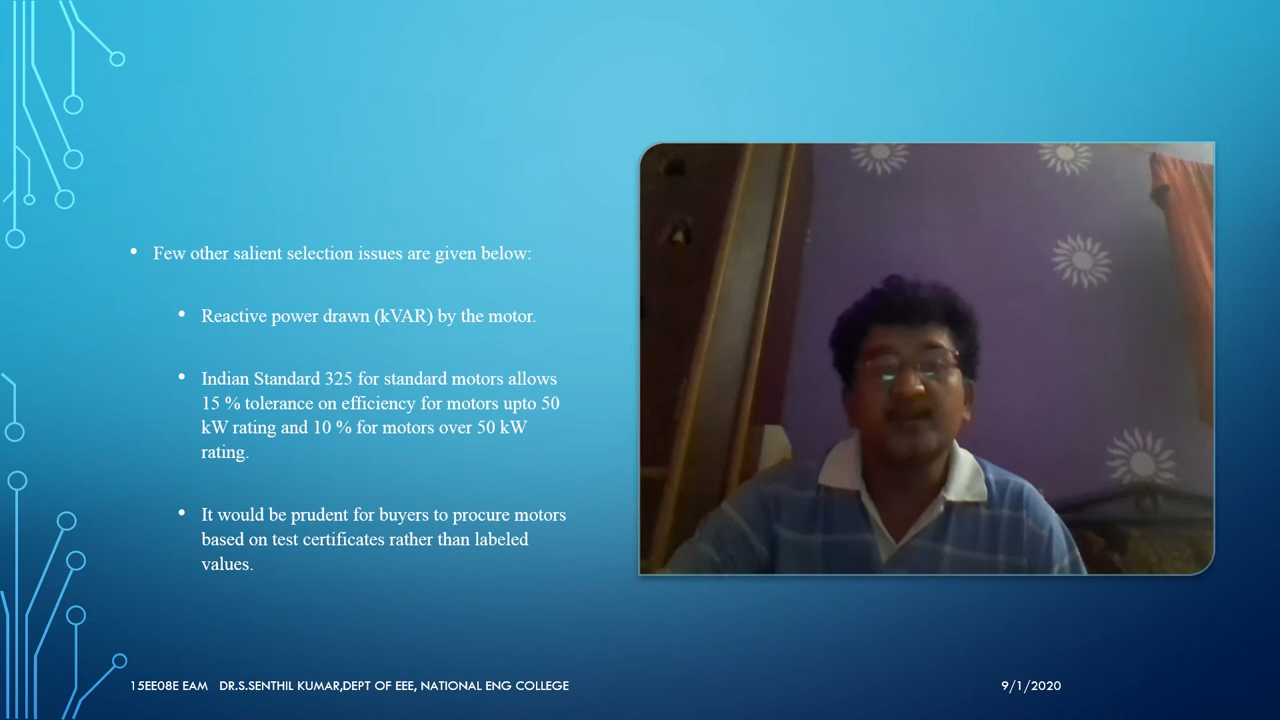 Few other salient selection issues are given below:
Reactive power drawn (kVAR) by the motor.
Indian Standard 325 for standard motors allows
15 % tolerance on efficiency for motors upto 50
kW rating and 10 % for motors over 50 kW
rating.
It would be prudent for buyers to procure motors
based on test certificates rather than labeled
values.
15EE08E EAM DR.S.SENTHIL KUMAR,DEPT OF EEE, NATIONAL ENG COLLEGE
9/1/2020